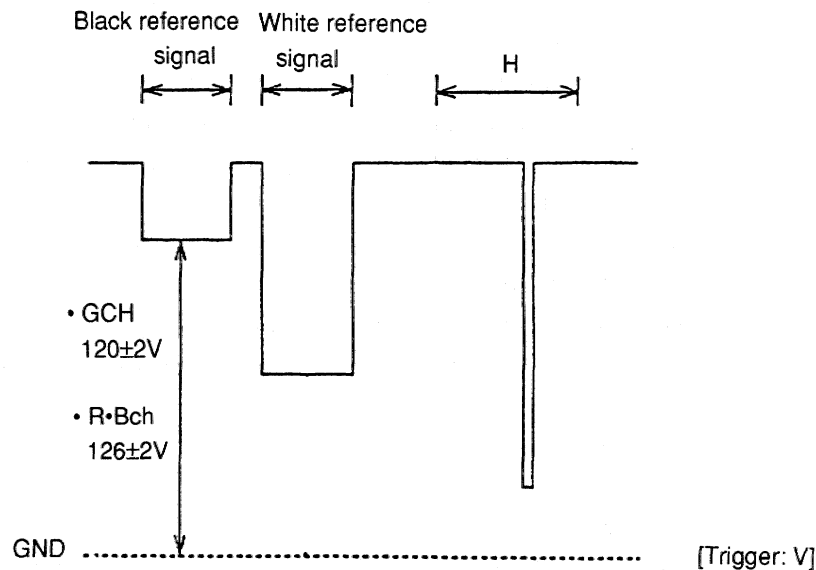 Black reference signal
White reference signal
H
• GCH
120±2V
• R•Bch
126±2V
GND
[Trigger: V]